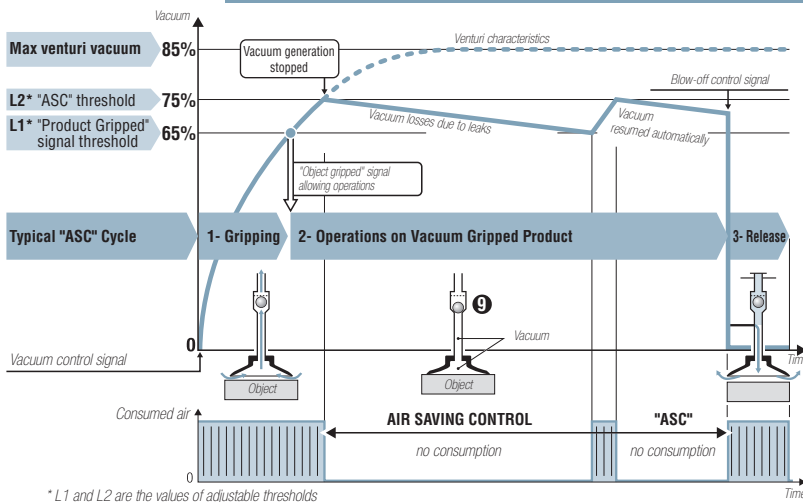 Vacuum
Max venturi vacuum
85%
Vacuum generation
stopped
Venturi characteristics
Blow-off control signal
L2* "ASC" threshold
75%
L1* "Product Gripped"
signal threshold
65%
Vacuum losses due to leaks
Vacuum
resumed automatically
"Object gripped" signal
allowing operations
Typical "ASC" Cycle
1- Gripping
2- Operations on Vacuum Gripped Product
3- Release
9
Vacuum
0
Time
Vacuum control signal
Object
Object
Consumed air
AIR SAVING CONTROL
"ASC"
no consumption
no consumption
0
Time
* L1 and L2 are the values of adjustable thresholds